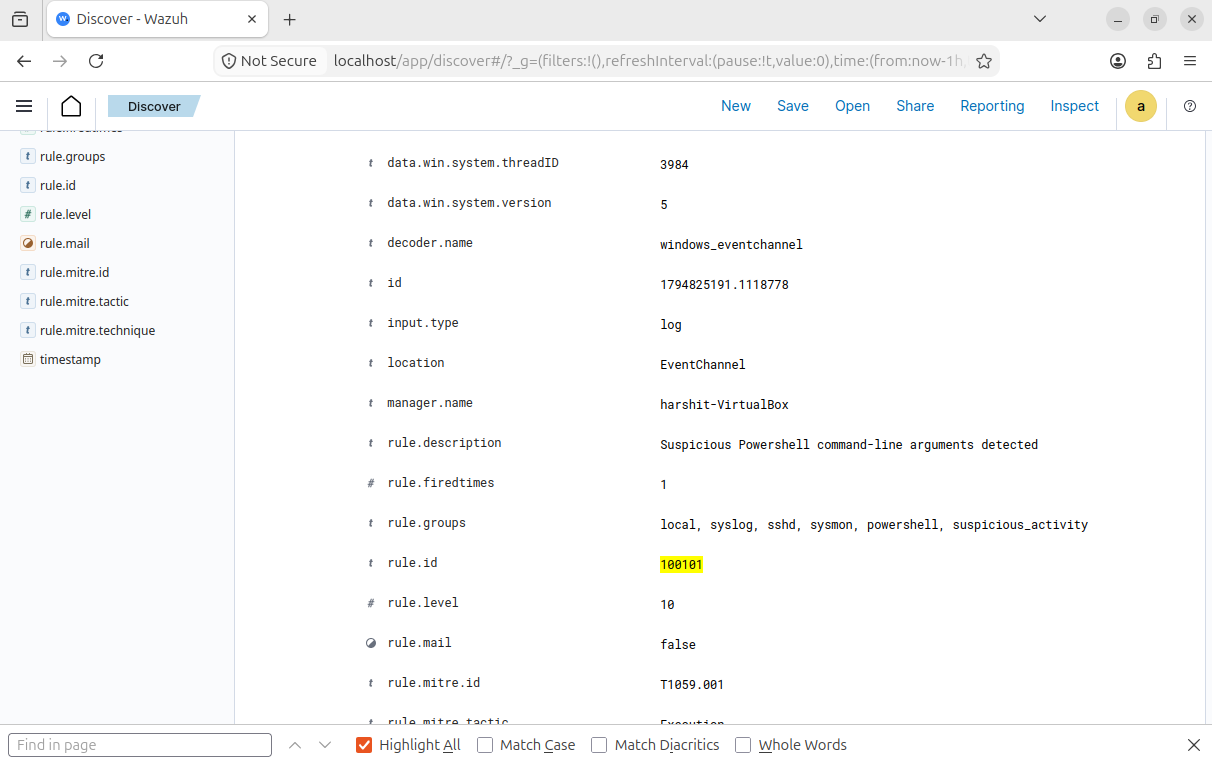 Discover - Wazuh
Not Secure localhost/app/discover#/?_g=(filters:!(),refreshInterval:(pause:!t,value:0),time:(from:now-1h,
Discover New Save Open Share Reporting Inspect a
rule.groups
rule.id
# rule.level
rule.mail
rule.mitre.id
rule.mitre.tactic
rule.mitre.technique
timestamp
t data.win.system.threadID 3984
t data.win.system.version 5
t decoder.name windows_eventchannel
t id 1794825191.1118778
t input.type log
t location EventChannel
t manager.name harshit-VirtualBox
t rule.description Suspicious Powershell command-line arguments detected
# rule.firedtimes 1
t rule.groups local, syslog, sshd, sysmon, powershell, suspicious_activity
t rule.id 100101
# rule.level 10
rule.mail false
t rule.mitre.id T1059.001
t rule.mitre.tactic Execution
Find in page Highlight All Match Case Match Diacritics Whole Words